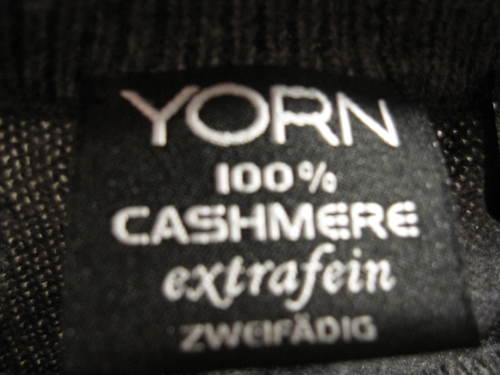 YORN
100%
CASHMERE
extrafein
ZWEIFÄDIG